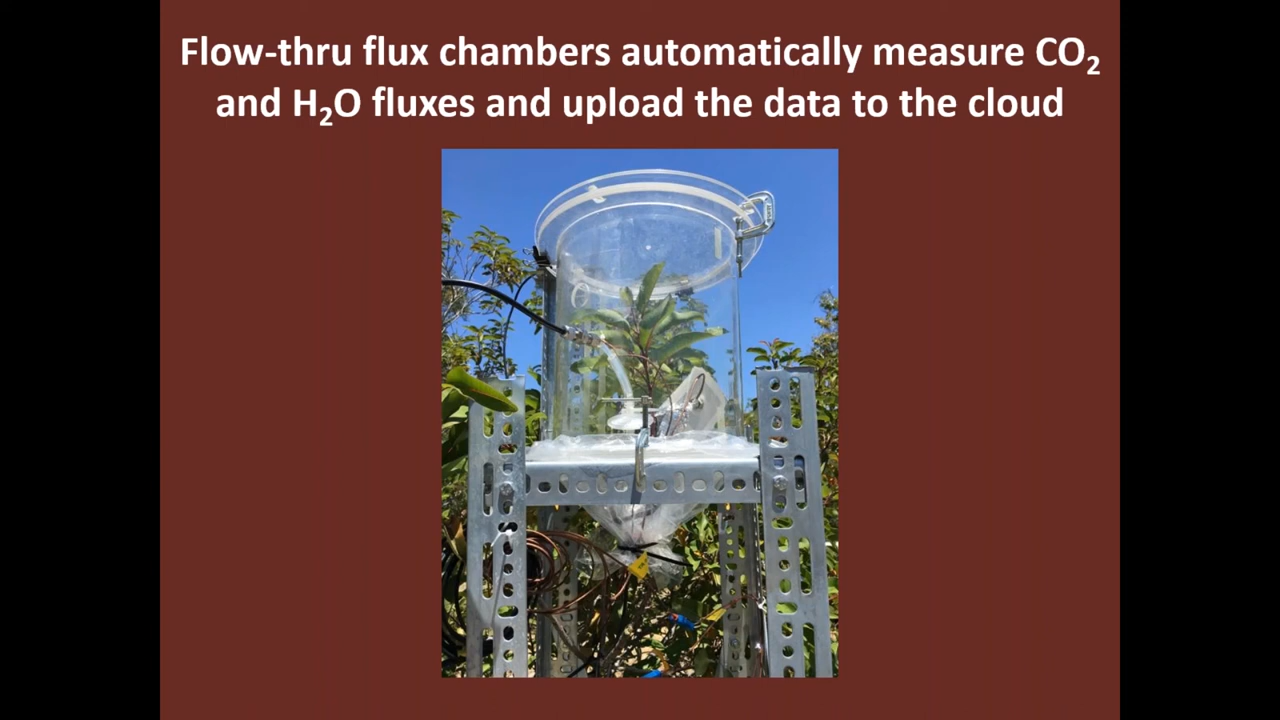 Flow-thru flux chambers automatically measure CO₂
and H₂O fluxes and upload the data to the cloud